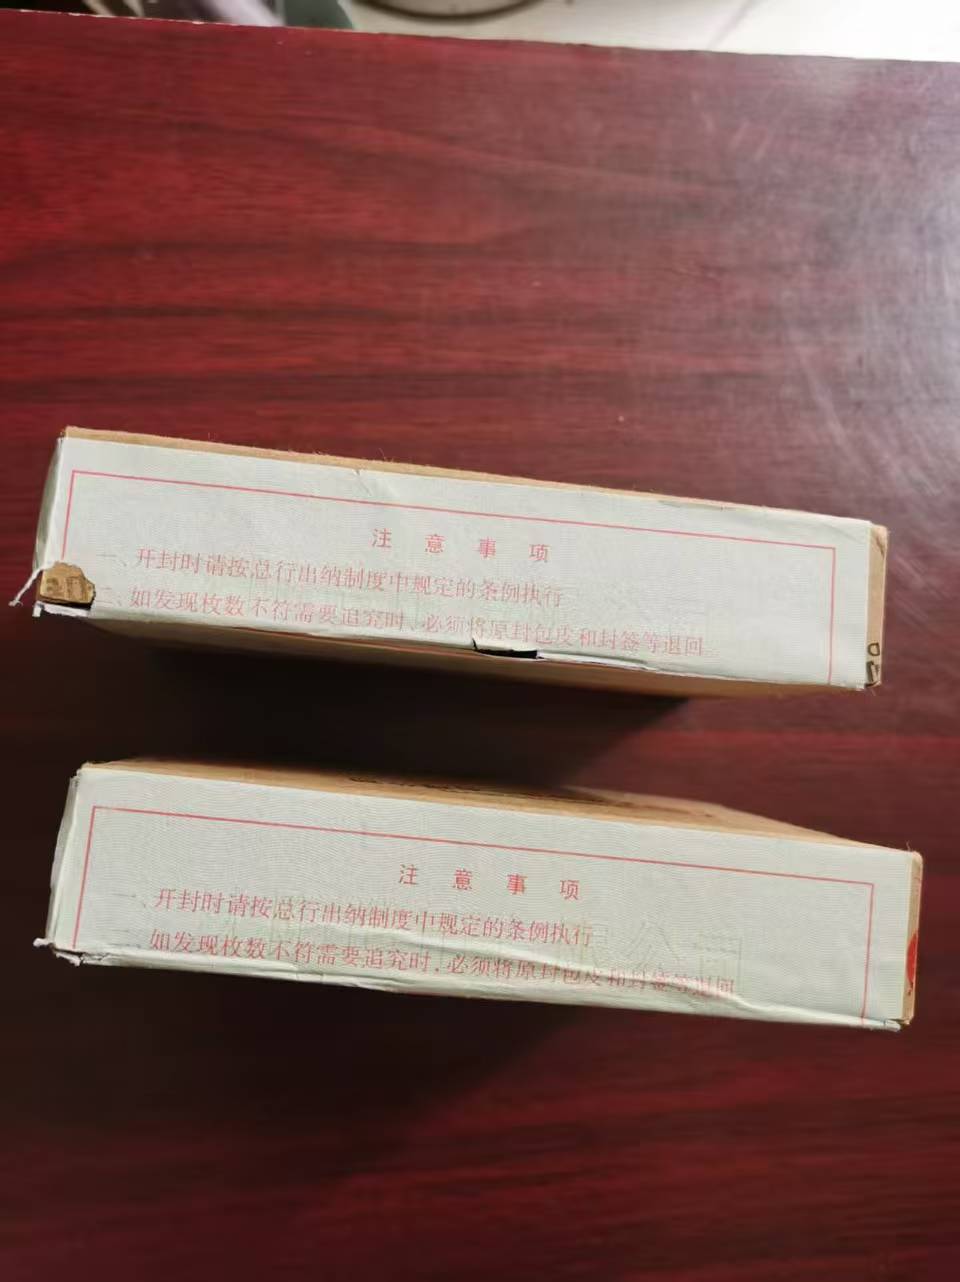 注意事项
一、开封时请按总行出纳制度中规定的条例执行
二、如发现枚数不符需要追究时，必须将原封包皮和封签等退回
注意事项
一、开封时请按总行出纳制度中规定的条例执行
二、如发现枚数不符需要追究时，必须将原封包皮和封签等退回